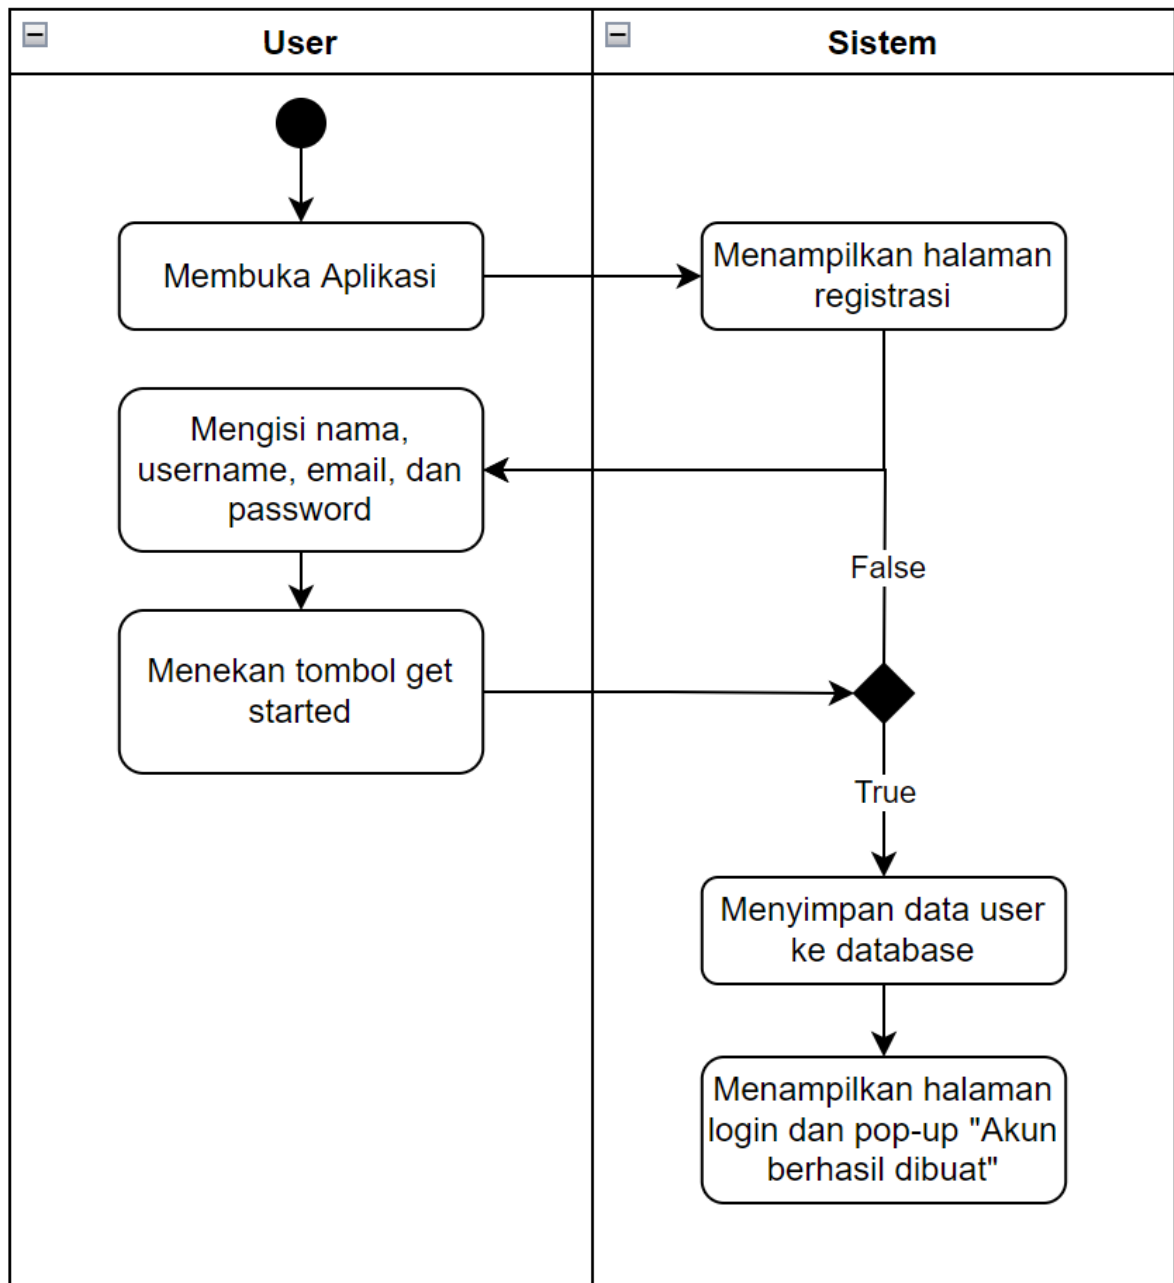 User
Sistem
Membuka Aplikasi
Menampilkan halaman
registrasi
Mengisi nama,
username, email, dan
password
False
Menekan tombol get
started
True
Menyimpan data user
ke database
Menampilkan halaman
login dan pop-up "Akun
berhasil dibuat"